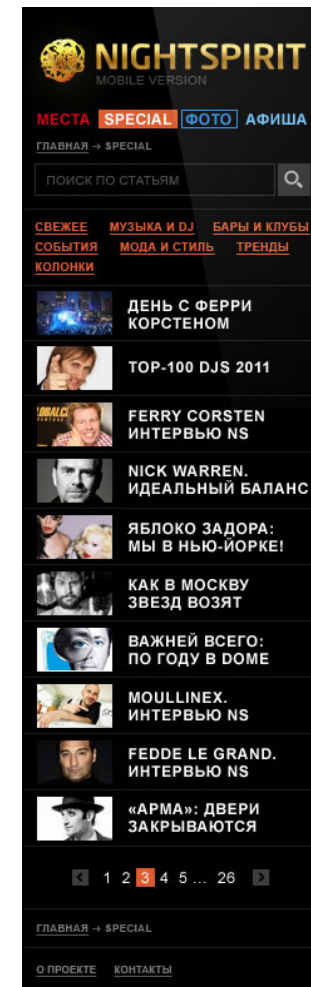 NIGHTSPIRIT
MOBILE VERSION
МЕСТА SPECIAL ФОТО АФИША
ГЛАВНАЯ → SPECIAL
ПОИСК ПО СТАТЬЯМ
СВЕЖЕЕ МУЗЫКА И DJ БАРЫ И КЛУБЫ
СОБЫТИЯ МОДА И СТИЛЬ ТРЕНДЫ
КОЛОНКИ
ДЕНЬ С ФЕРРИ
КОРСТЕНОМ
TOP-100 DJS 2011
FERRY CORSTEN
ИНТЕРВЬЮ NS
NICK WARREN.
ИДЕАЛЬНЫЙ БАЛАНС
ЯБЛОКО ЗАДОРА:
МЫ В НЬЮ-ЙОРКЕ!
КАК В МОСКВУ
ЗВЕЗД ВОЗЯТ
ВАЖНЕЙ ВСЕГО:
ПО ГОДУ В DOME
MOULLINEX.
ИНТЕРВЬЮ NS
FEDDE LE GRAND.
ИНТЕРВЬЮ NS
«АРМА»: ДВЕРИ
ЗАКРЫВАЮТСЯ
< 1 2 3 4 5 ... 26 >
ГЛАВНАЯ → SPECIAL
О ПРОЕКТЕ КОНТАКТЫ